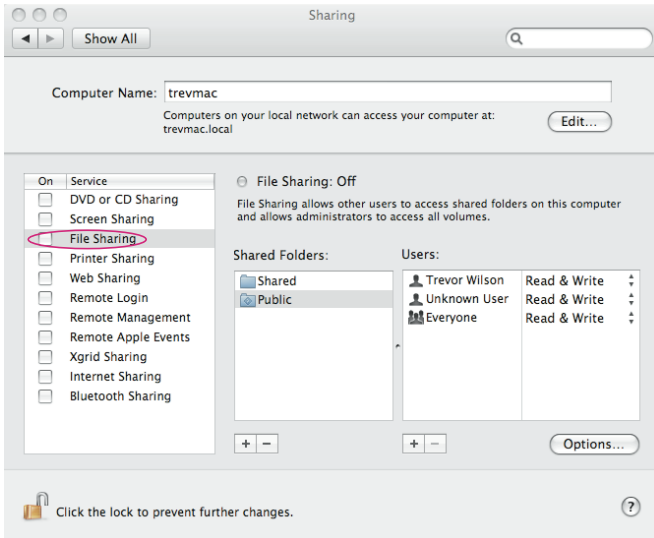 Sharing
Show All
Computer Name: trevmac
Computers on your local network can access your computer at:
trevmac.local
Edit...
On Service
DVD or CD Sharing
Screen Sharing
File Sharing
Printer Sharing
Web Sharing
Remote Login
Remote Management
Remote Apple Events
Xgrid Sharing
Internet Sharing
Bluetooth Sharing
File Sharing: Off
File Sharing allows other users to access shared folders on this computer
and allows administrators to access all volumes.
Shared Folders:
Shared
Public
Users:
Trevor Wilson Read & Write
Unknown User Read & Write
Everyone Read & Write
+ −
+ −
Options...
Click the lock to prevent further changes.
?